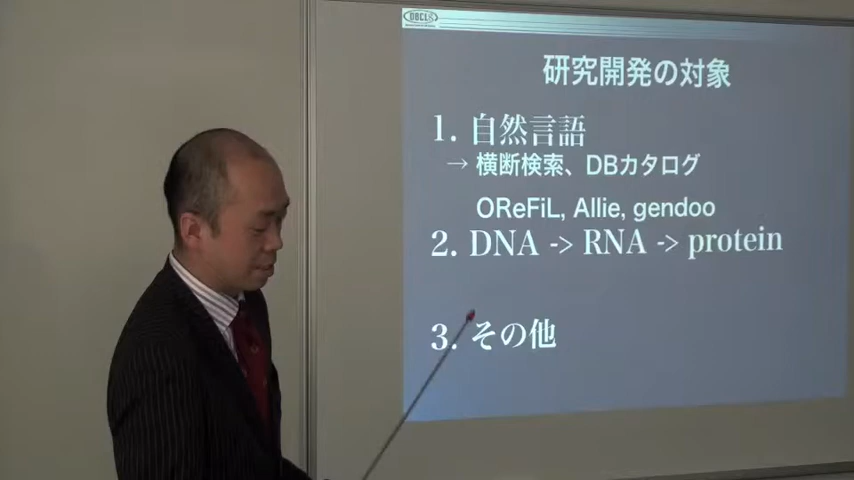 DBCLS
研究開発の対象
1. 自然言語
→ 横断検索、DBカタログ
OReFiL, Allie, gendoo
2. DNA -> RNA -> protein
3. その他